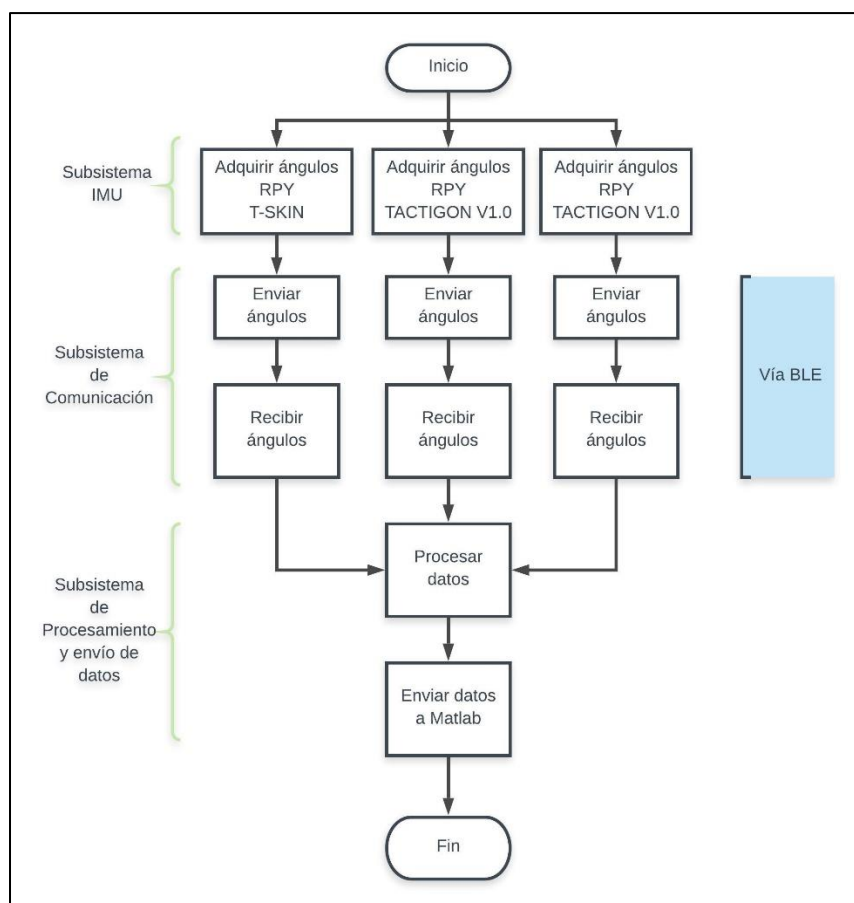 Inicio
Subsistema
IMU
Adquirir ángulos
RPY
T-SKIN
Adquirir ángulos
RPY
TACTIGON V1.0
Adquirir ángulos
RPY
TACTIGON V1.0
Subsistema
de
Comunicación
Enviar
ángulos
Enviar
ángulos
Enviar
ángulos
Vía BLE
Recibir
ángulos
Recibir
ángulos
Recibir
ángulos
Subsistema
de
Procesamiento
y envío de
datos
Procesar
datos
Enviar datos
a Matlab
Fin